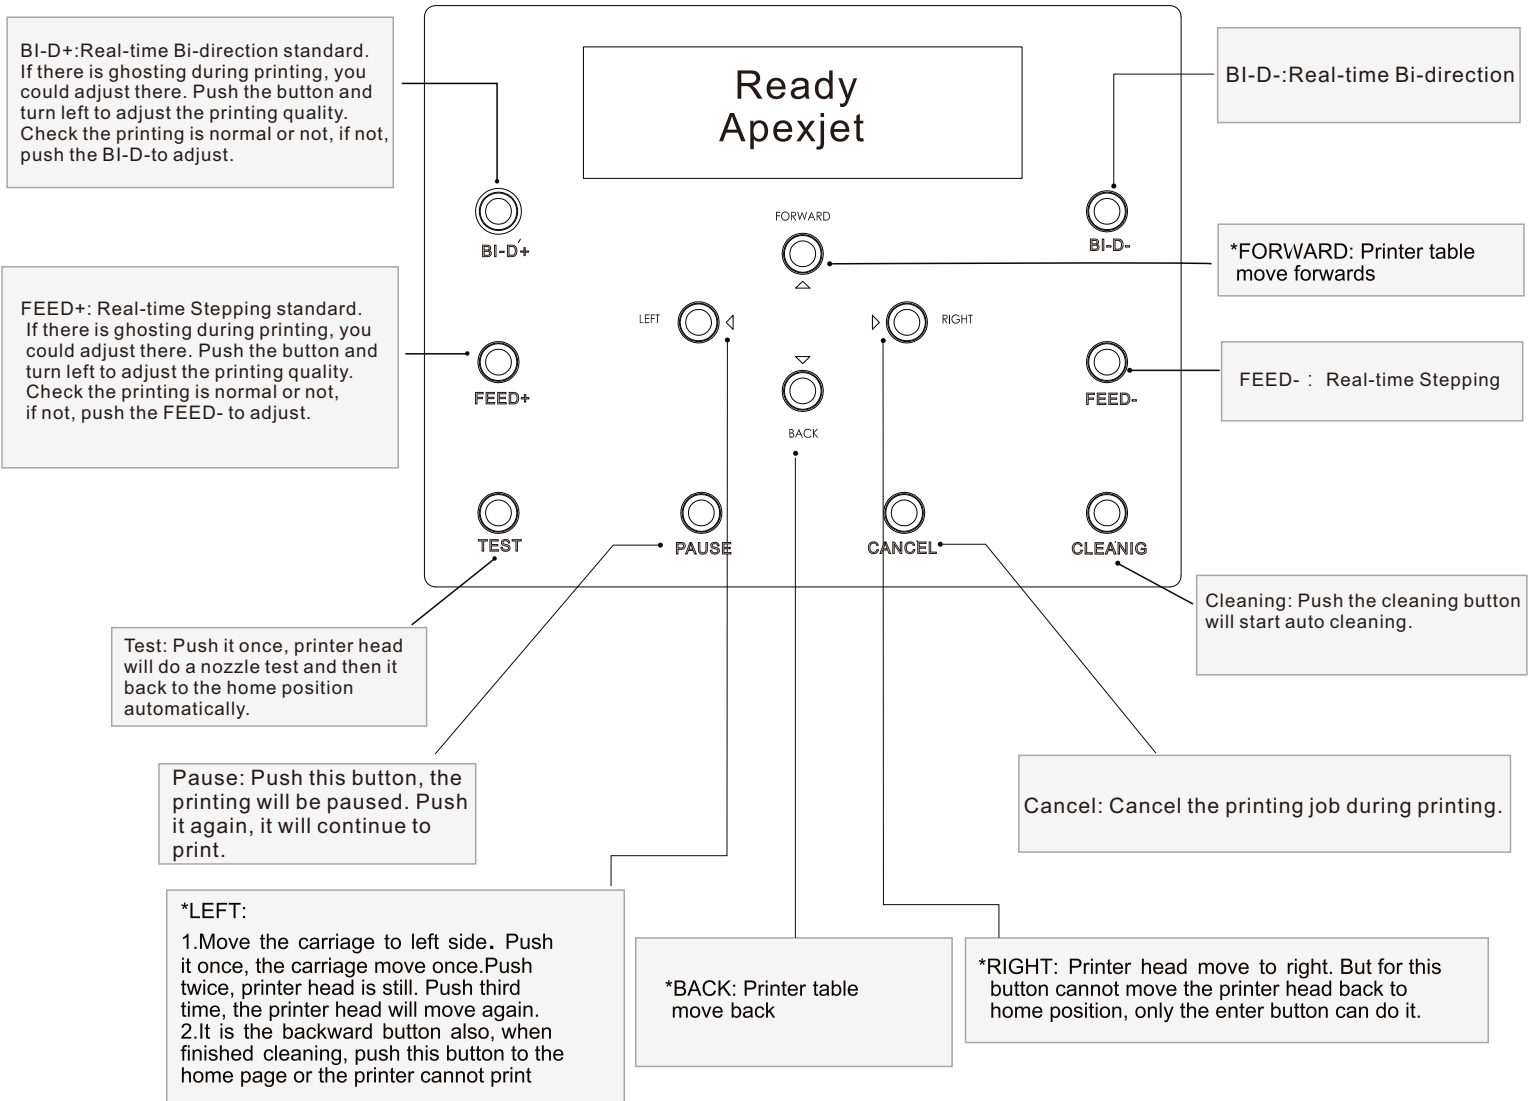 BI-D+:Real-time Bi-direction standard.
If there is ghosting during printing, you
could adjust there. Push the button and
turn left to adjust the printing quality.
Check the printing is normal or not, if not,
push the BI-D-to adjust.
Ready
Apexjet
BI-D-:Real-time Bi-direction
BI-D+
FORWARD
BI-D-
*FORWARD: Printer table
move forwards
FEED+: Real-time Stepping standard.
If there is ghosting during printing, you
could adjust there. Push the button and
turn left to adjust the printing quality.
Check the printing is normal or not,
if not, push the FEED- to adjust.
LEFT
RIGHT
FEED+
BACK
FEED-
FEED- : Real-time Stepping
TEST
PAUSE
CANCEL
CLEANIG
Cleaning: Push the cleaning button
will start auto cleaning.
Test: Push it once, printer head
will do a nozzle test and then it
back to the home position
automatically.
Pause: Push this button, the
printing will be paused. Push
it again, it will continue to
print.
Cancel: Cancel the printing job during printing.
*LEFT:
1.Move the carriage to left side. Push
it once, the carriage move once.Push
twice, printer head is still. Push third
time, the printer head will move again.
2.It is the backward button also, when
finished cleaning, push this button to the
home page or the printer cannot print
*BACK: Printer table
move back
*RIGHT: Printer head move to right. But for this
button cannot move the printer head back to
home position, only the enter button can do it.